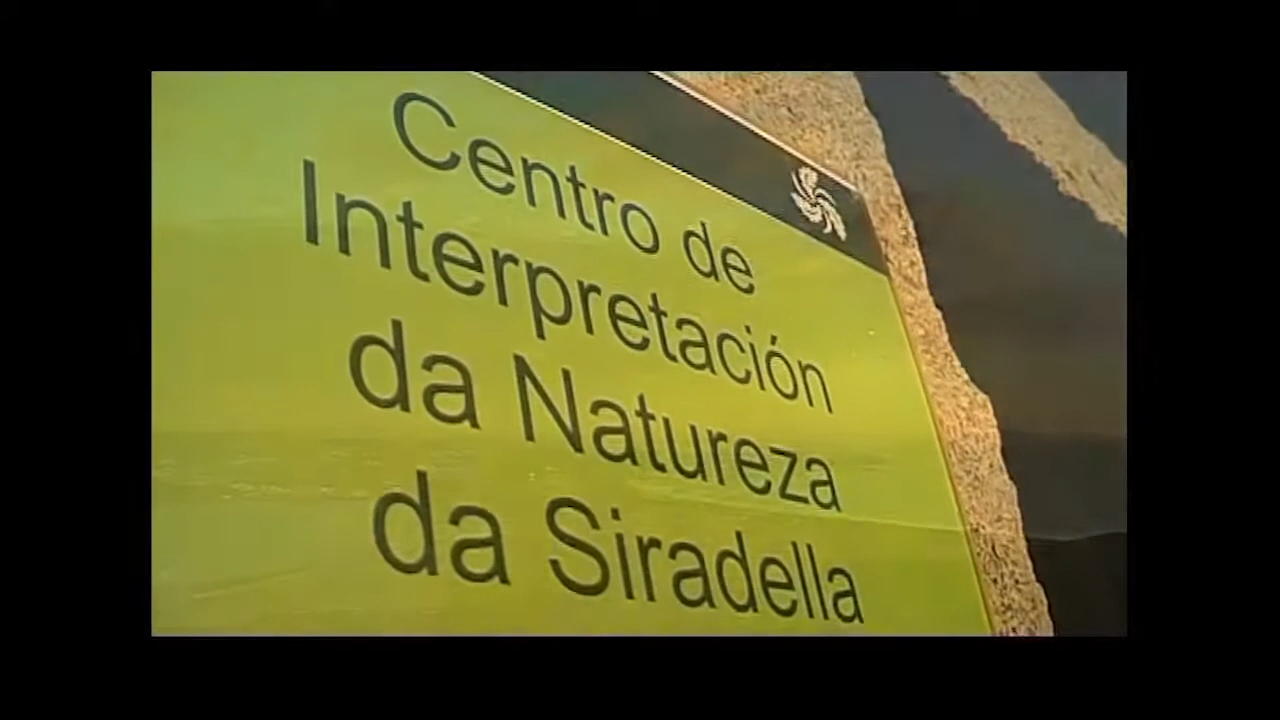 Centro de
Interpretación
da Natureza
da Siradella